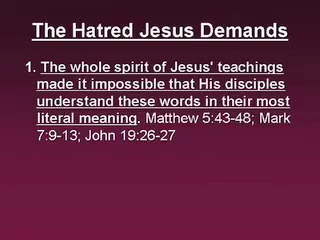 The Hatred Jesus Demands
1. The whole spirit of Jesus' teachings
made it impossible that His disciples
understand these words in their most
literal meaning. Matthew 5:43-48; Mark
7:9-13; John 19:26-27